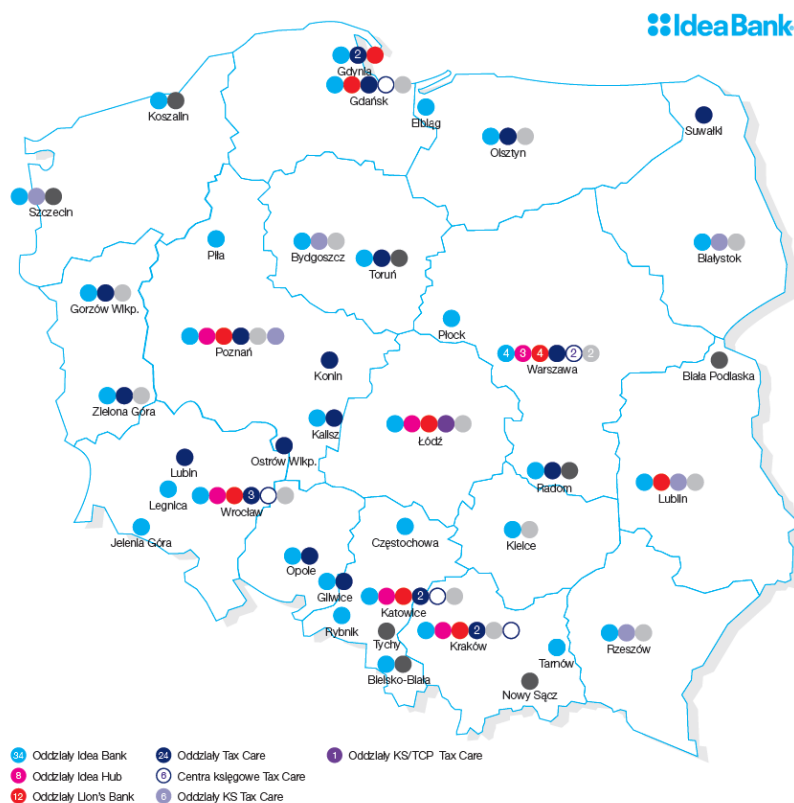 IdeaBank
2
Gdynia
Gdańsk
Koszalin
Elbląg
Suwałki
Olsztyn
Szczecin
Piła
Bydgoszcz
Białystok
Toruń
Gorzów Wlkp.
Płock
Poznań
4 3 4 2 2
Warszawa
Konin
Biała Podlaska
Zielona Góra
Kalisz
Łódź
Ostrów Wlkp.
Lubin
Radom
Legnica
3
Wrocław
Lublin
Jelenia Góra
Częstochowa
Kielce
Opole
Gliwice
2
Katowice
Rybnik
Tychy
2
Kraków
Rzeszów
Tarnów
Bielsko-Biała
Nowy Sącz
34 Oddziały Idea Bank 24 Oddziały Tax Care 1 Oddziały KS/TCP Tax Care
8 Oddziały Idea Hub 6 Centra księgowe Tax Care
12 Oddziały Lion's Bank 6 Oddziały KS Tax Care